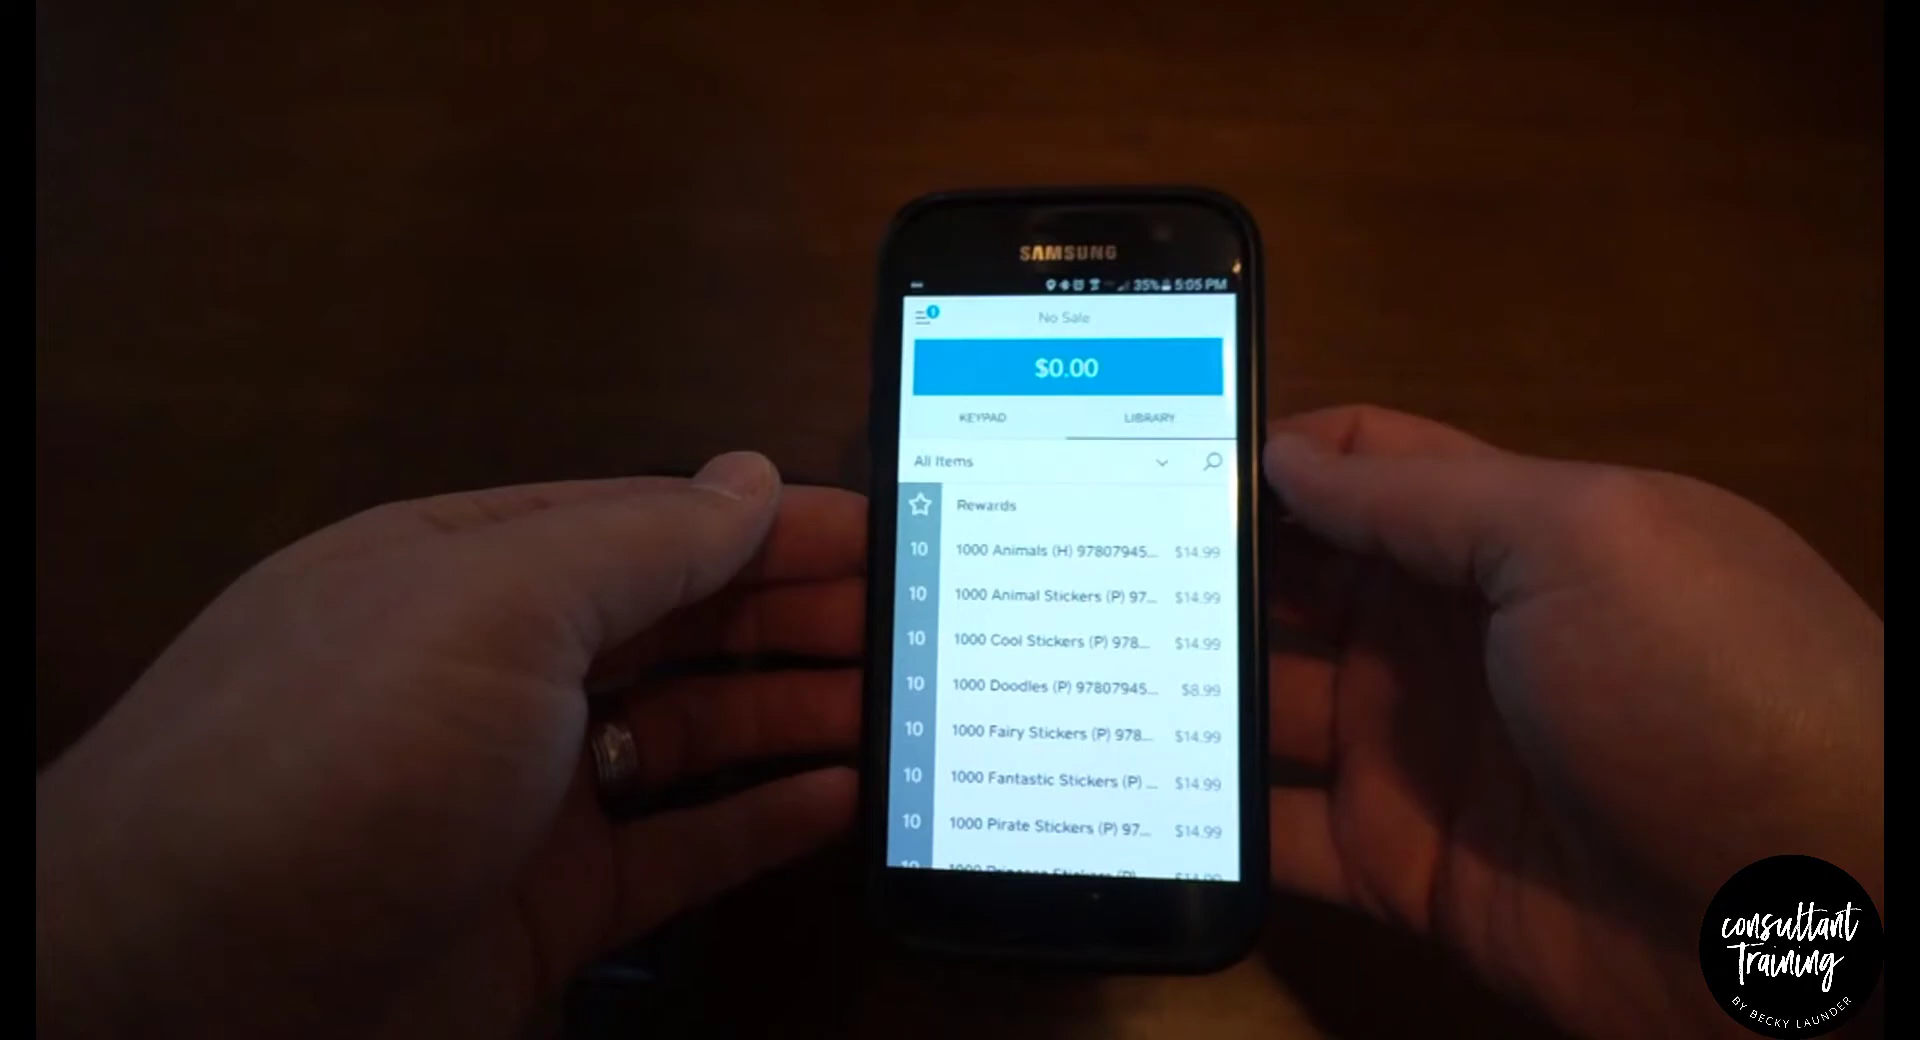 SAMSUNG
35% 5:05 PM
No Sale
$0.00
KEYPAD LIBRARY
All Items
Rewards
10 1000 Animals (H) 97807945... $14.99
10 1000 Animal Stickers (P) 97... $14.99
10 1000 Cool Stickers (P) 978... $14.99
10 1000 Doodles (P) 97807945... $8.99
10 1000 Fairy Stickers (P) 978... $14.99
10 1000 Fantastic Stickers (P) ... $14.99
10 1000 Pirate Stickers (P) 97... $14.99
consultant
Training
BY BECKY LAUNDER